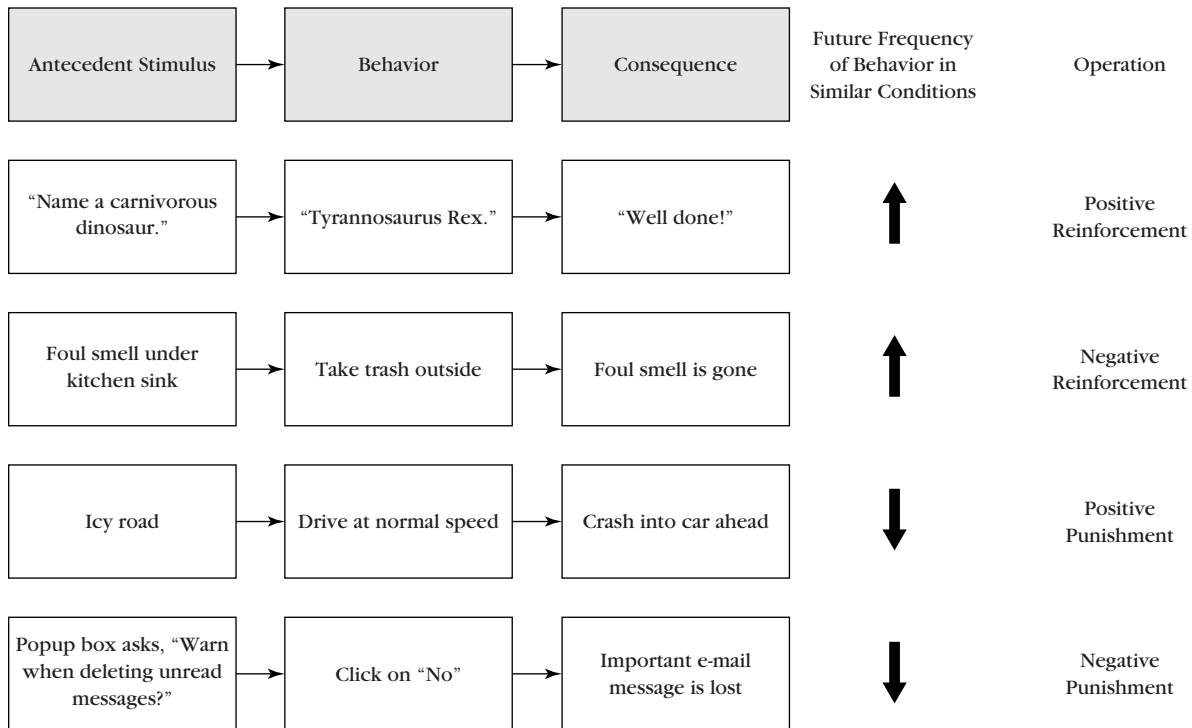 Antecedent Stimulus
Behavior
Consequence
Future Frequency
of Behavior in
Similar Conditions
Operation
“Name a carnivorous
dinosaur.”
“Tyrannosaurus Rex.”
“Well done!”
Positive
Reinforcement
Foul smell under
kitchen sink
Take trash outside
Foul smell is gone
Negative
Reinforcement
Icy road
Drive at normal speed
Crash into car ahead
Positive
Punishment
Popup box asks, “Warn
when deleting unread
messages?”
Click on “No”
Important e-mail
message is lost
Negative
Punishment